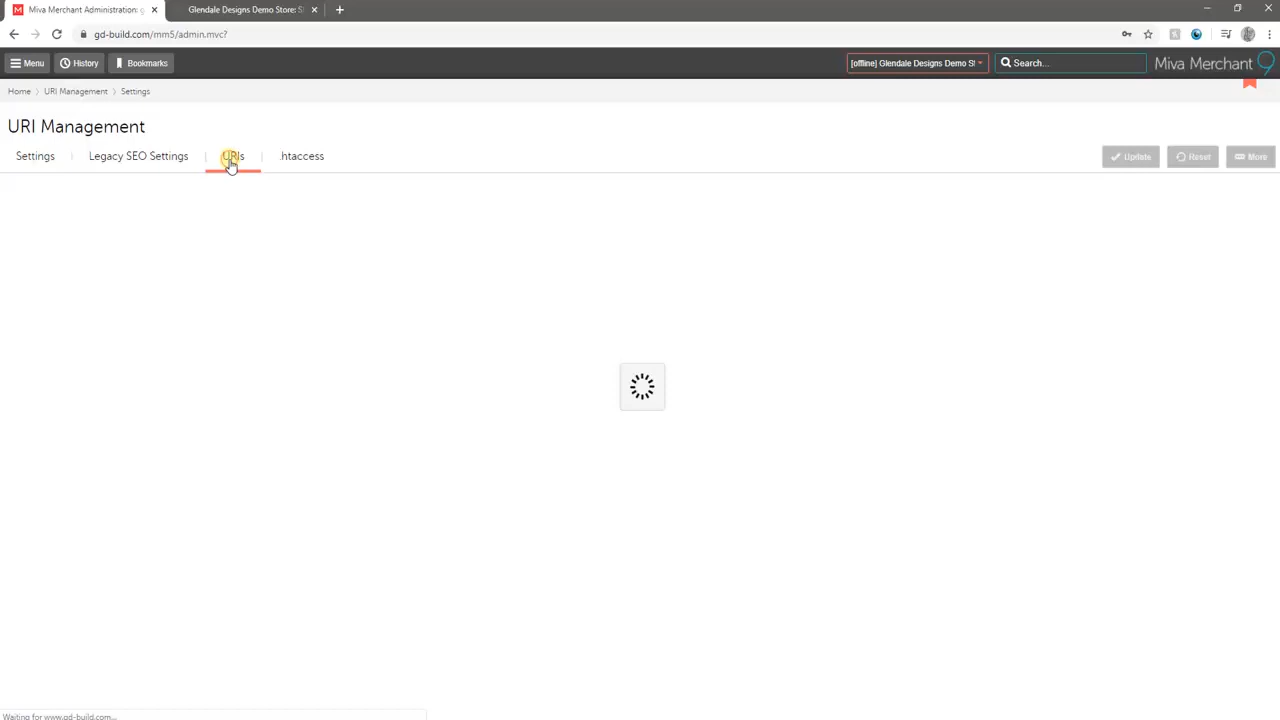 Miva Merchant Administration: g
Glendale Designs Demo Store: S
gd-build.com/mm5/admin.mvc?
Menu
History
Bookmarks
[offline] Glendale Designs Demo St
Search...
Miva Merchant 9
Home
URI Management
Settings
URI Management
Settings
Legacy SEO Settings
URIs
.htaccess
Update
Reset
More
Waiting for www.gd-build.com...